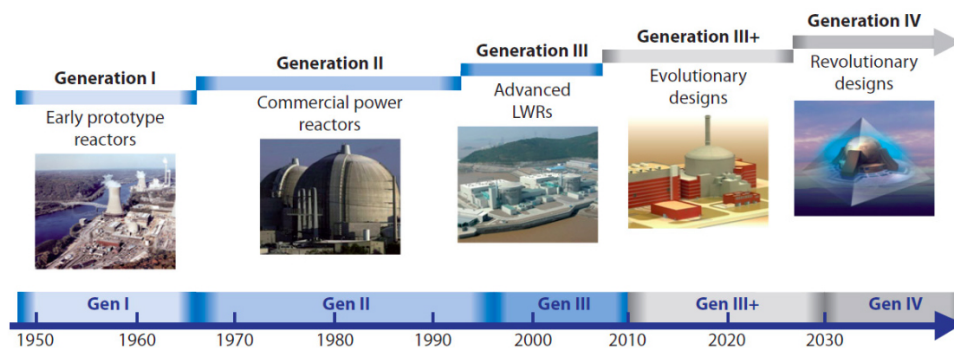 Generation I
Early prototype
reactors
Generation II
Commercial power
reactors
Generation III
Advanced
LWRs
Generation III+
Evolutionary
designs
Generation IV
Revolutionary
designs
Gen I
Gen II
Gen III
Gen III+
Gen IV
1950
1960
1970
1980
1990
2000
2010
2020
2030